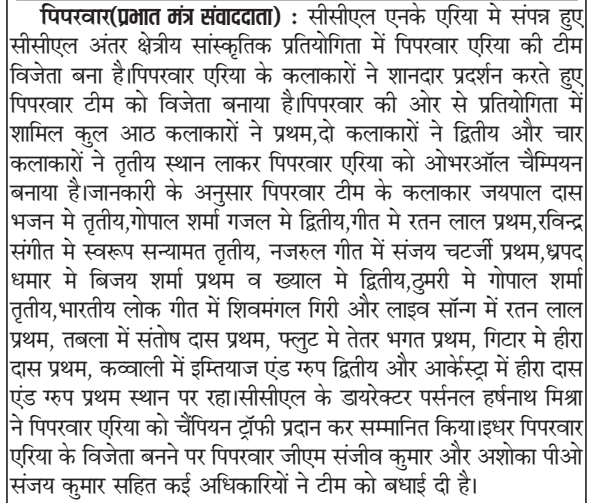 पिपरवार(प्रभात मंत्र संवाददाता) : सीसीएल एनके एरिया मे संपन्न हुए
सीसीएल अंतर क्षेत्रीय सांस्कृतिक प्रतियोगिता में पिपरवार एरिया की टीम
विजेता बना है।पिपरवार एरिया के कलाकारों ने शानदार प्रदर्शन करते हुए
पिपरवार टीम को विजेता बनाया है।पिपरवार की ओर से प्रतियोगिता में
शामिल कुल आठ कलाकारों ने प्रथम,दो कलाकारों ने द्वितीय और चार
कलाकारों ने तृतीय स्थान लाकर पिपरवार एरिया को ओभरऑल चैम्पियन
बनाया है।जानकारी के अनुसार पिपरवार टीम के कलाकार जयपाल दास
भजन मे तृतीय,गोपाल शर्मा गजल मे द्वितीय,गीत मे रतन लाल प्रथम,रविन्द्र
संगीत मे स्वरूप सन्यामत तृतीय, नजरुल गीत में संजय चटर्जी प्रथम,ध्रपद
धमार मे बिजय शर्मा प्रथम व ख्याल मे द्वितीय,ठुमरी मे गोपाल शर्मा
तृतीय,भारतीय लोक गीत में शिवमंगल गिरी और लाइव सॉन्ग में रतन लाल
प्रथम, तबला में संतोष दास प्रथम, फ्लुट मे तेतर भगत प्रथम, गिटार मे हीरा
दास प्रथम, कव्वाली में इम्तियाज एंड ग्रुप द्वितीय और आर्केस्ट्रा में हीरा दास
एंड ग्रुप प्रथम स्थान पर रहा।सीसीएल के डायरेक्टर पर्सनल हर्षनाथ मिश्रा
ने पिपरवार एरिया को चैंपियन ट्रॉफी प्रदान कर सम्मानित किया।इधर पिपरवार
एरिया के विजेता बनने पर पिपरवार जीएम संजीव कुमार और अशोका पीओ
संजय कुमार सहित कई अधिकारियों ने टीम को बधाई दी है।